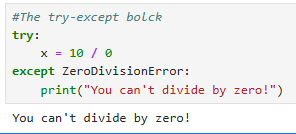 #The try-except bolck
try:
    x = 10 / 0
except ZeroDivisionError:
    print("You can't divide by zero!")
You can't divide by zero!